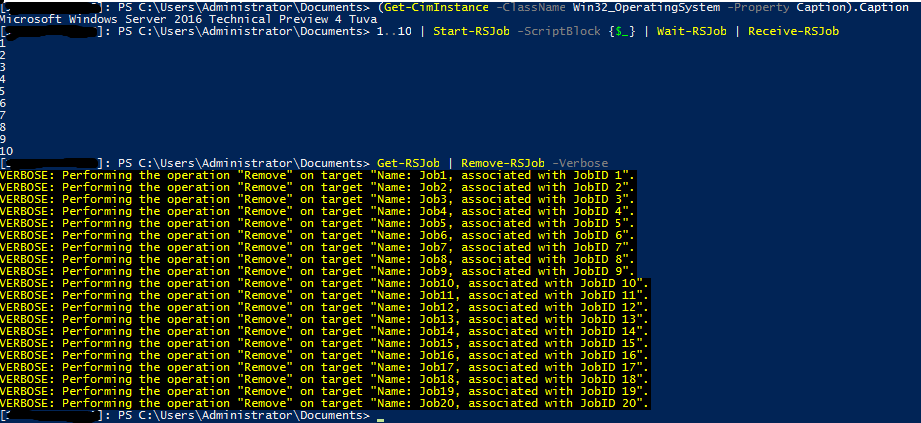 [ ]: PS C:\Users\Administrator\Documents> (Get-CimInstance -ClassName Win32_OperatingSystem -Property Caption).Caption
Microsoft Windows Server 2016 Technical Preview 4 Tuva
[ ]: PS C:\Users\Administrator\Documents> 1..10 | Start-RSJob -ScriptBlock {$_} | Wait-RSJob | Receive-RSJob
1
2
3
4
5
6
7
8
9
10
[ ]: PS C:\Users\Administrator\Documents> Get-RSJob | Remove-RSJob -Verbose
VERBOSE: Performing the operation "Remove" on target "Name: Job1, associated with JobID 1".
VERBOSE: Performing the operation "Remove" on target "Name: Job2, associated with JobID 2".
VERBOSE: Performing the operation "Remove" on target "Name: Job3, associated with JobID 3".
VERBOSE: Performing the operation "Remove" on target "Name: Job4, associated with JobID 4".
VERBOSE: Performing the operation "Remove" on target "Name: Job5, associated with JobID 5".
VERBOSE: Performing the operation "Remove" on target "Name: Job6, associated with JobID 6".
VERBOSE: Performing the operation "Remove" on target "Name: Job7, associated with JobID 7".
VERBOSE: Performing the operation "Remove" on target "Name: Job8, associated with JobID 8".
VERBOSE: Performing the operation "Remove" on target "Name: Job9, associated with JobID 9".
VERBOSE: Performing the operation "Remove" on target "Name: Job10, associated with JobID 10".
VERBOSE: Performing the operation "Remove" on target "Name: Job11, associated with JobID 11".
VERBOSE: Performing the operation "Remove" on target "Name: Job12, associated with JobID 12".
VERBOSE: Performing the operation "Remove" on target "Name: Job13, associated with JobID 13".
VERBOSE: Performing the operation "Remove" on target "Name: Job14, associated with JobID 14".
VERBOSE: Performing the operation "Remove" on target "Name: Job15, associated with JobID 15".
VERBOSE: Performing the operation "Remove" on target "Name: Job16, associated with JobID 16".
VERBOSE: Performing the operation "Remove" on target "Name: Job17, associated with JobID 17".
VERBOSE: Performing the operation "Remove" on target "Name: Job18, associated with JobID 18".
VERBOSE: Performing the operation "Remove" on target "Name: Job19, associated with JobID 19".
VERBOSE: Performing the operation "Remove" on target "Name: Job20, associated with JobID 20".
[ ]: PS C:\Users\Administrator\Documents>